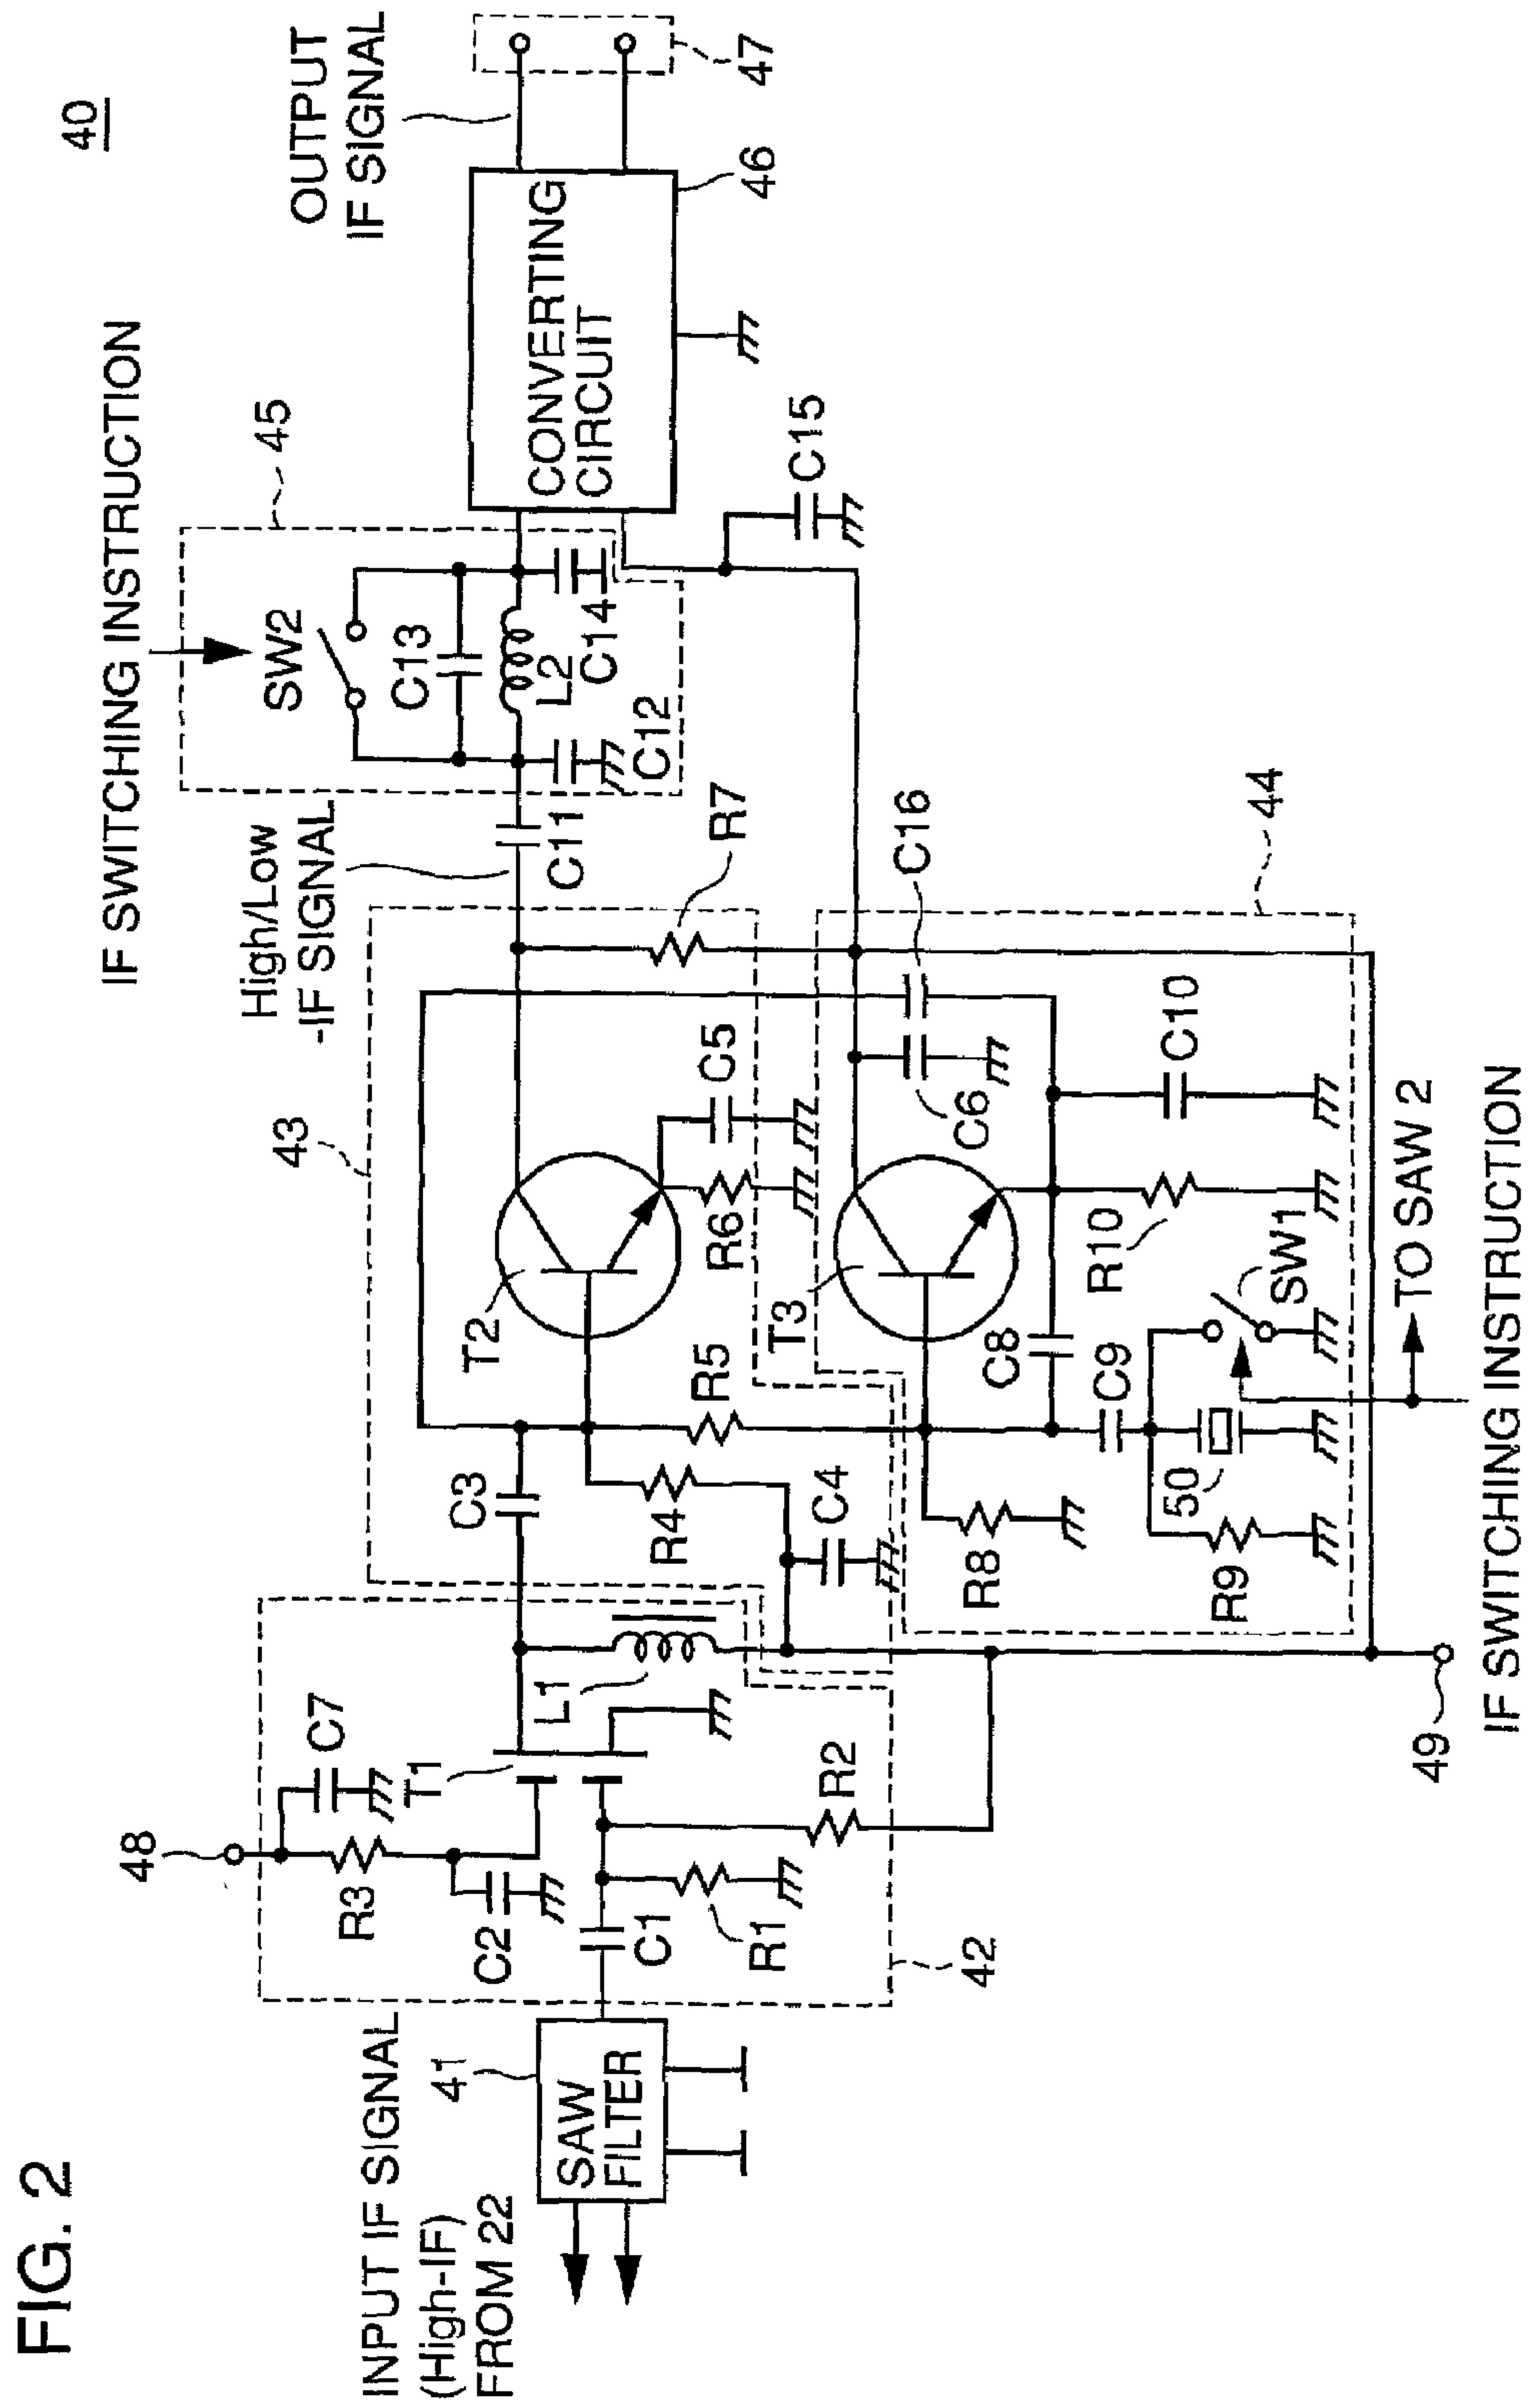 FIG. 2
40
INPUT IF SIGNAL
(High-IF)
FROM 22
41
SAW
FILTER
48
R3
C7
C2
T1
C1
R1
R2
L1
42
C3
R4
C4
43
T2
R5
R6
C5
High/Low
-IF SIGNAL
C11
R7
IF SWITCHING INSTRUCTION
45
SW2
C13
L2
C14
C12
CONVERTING
CIRCUIT
46
OUTPUT
IF SIGNAL
47
C15
T3
C8
C9
R8
R9
50
SW1
R10
C6
C16
C10
44
TO SAW 2
49
IF SWITCHING INSTRUCTION